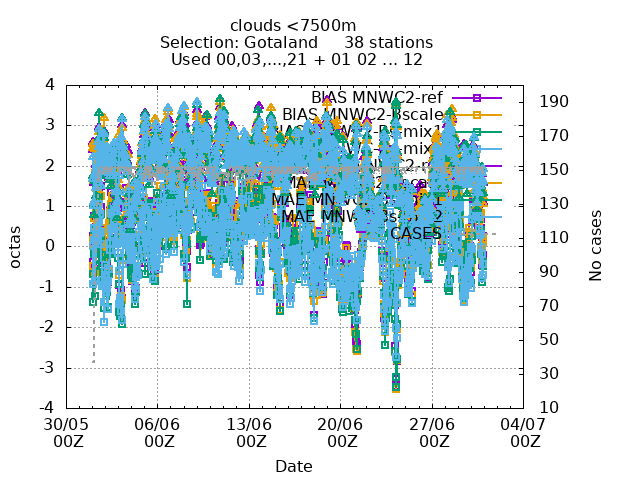 clouds <7500m
Selection: Gotaland 38 stations
Used 00,03,...,21 + 01 02 ... 12
BIAS MNWC2-ref
BIAS MNWC2-Bscale
CASES
octas
No cases
4
3
2
1
0
-1
-2
-3
-4
190
170
150
130
110
90
70
50
30
10
30/05 06/06 13/06 20/06 27/06 04/07
00Z 00Z 00Z 00Z 00Z 00Z
Date